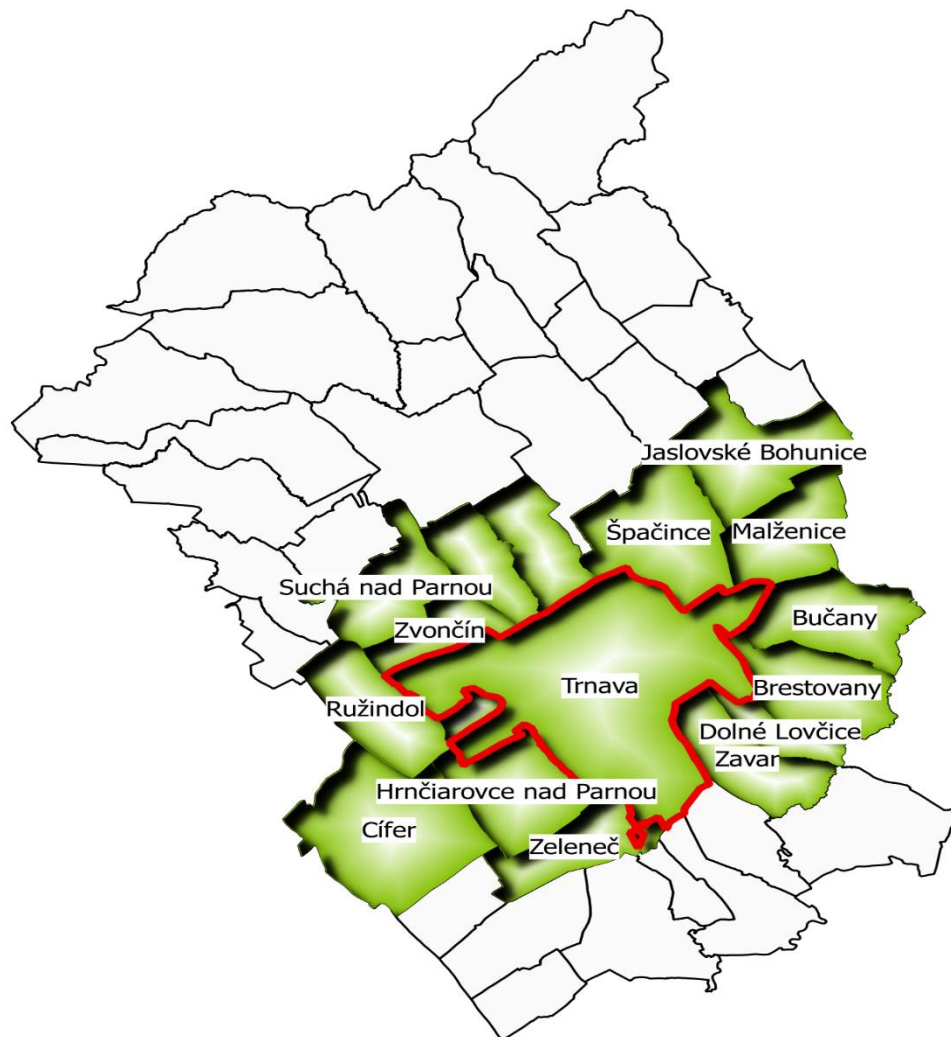 Jaslovské Bohunice
Špačince
Malženice
Suchá nad Parnou
Zvončín
Bučany
Trnava
Brestovany
Ružindol
Dolné Lovčice
Zavar
Hrnčiarovce nad Parnou
Cífer
Zeleneč